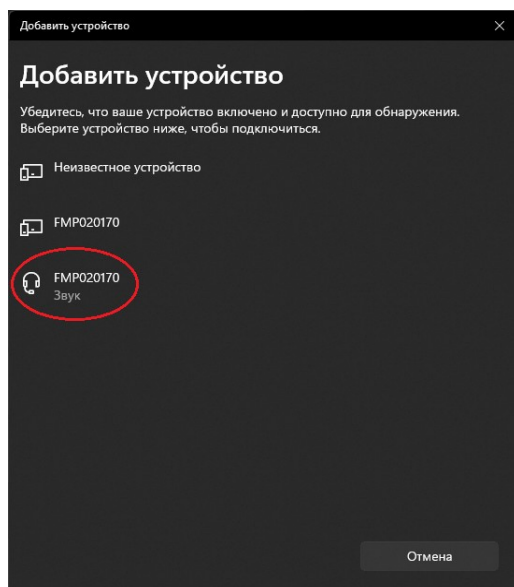 Добавить устройство
Добавить устройство
Убедитесь, что ваше устройство включено и доступно для обнаружения.
Выберите устройство ниже, чтобы подключиться.
Неизвестное устройство
FMP020170
FMP020170
Звук
Отмена